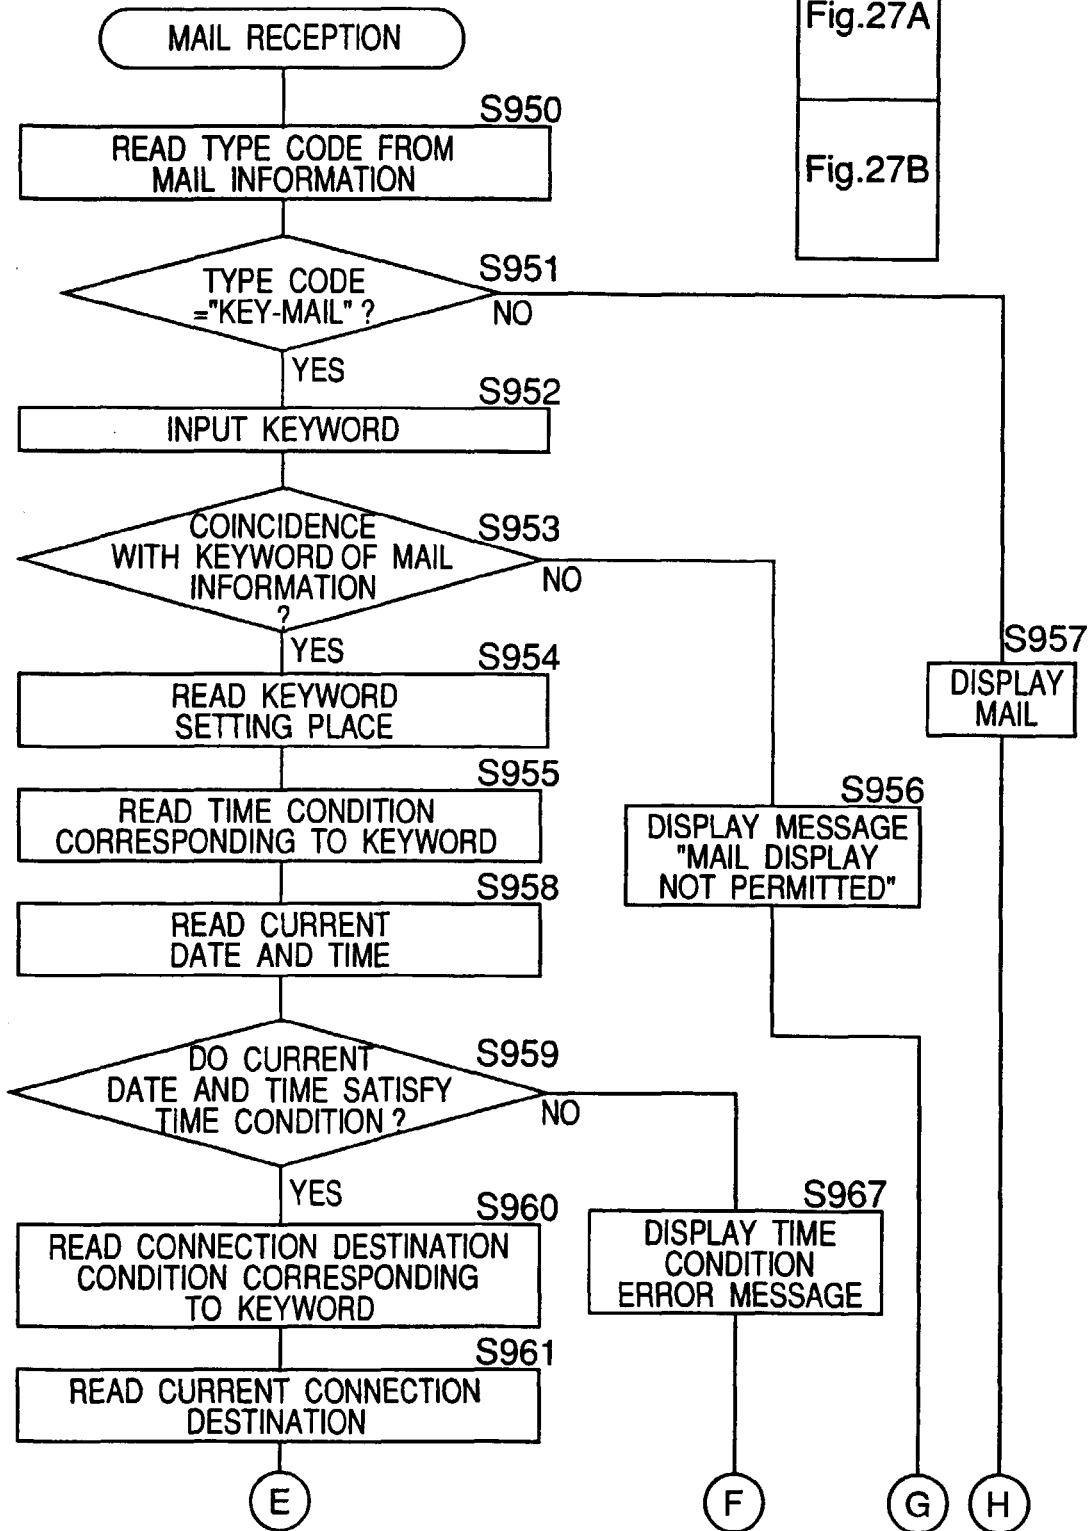 Fig.27A
Fig.27B
MAIL RECEPTION
S950
READ TYPE CODE FROM
MAIL INFORMATION
S951
TYPE CODE
="KEY-MAIL" ?
NO
YES
S952
INPUT KEYWORD
S953
COINCIDENCE
WITH KEYWORD OF MAIL
INFORMATION
?
NO
YES
S954
READ KEYWORD
SETTING PLACE
S957
DISPLAY
MAIL
S955
READ TIME CONDITION
CORRESPONDING TO KEYWORD
S956
DISPLAY MESSAGE
"MAIL DISPLAY
NOT PERMITTED"
S958
READ CURRENT
DATE AND TIME
S959
DO CURRENT
DATE AND TIME SATISFY
TIME CONDITION ?
NO
YES
S960
READ CONNECTION DESTINATION
CONDITION CORRESPONDING
TO KEYWORD
S967
DISPLAY TIME
CONDITION
ERROR MESSAGE
S961
READ CURRENT CONNECTION
DESTINATION
E
F
G
H